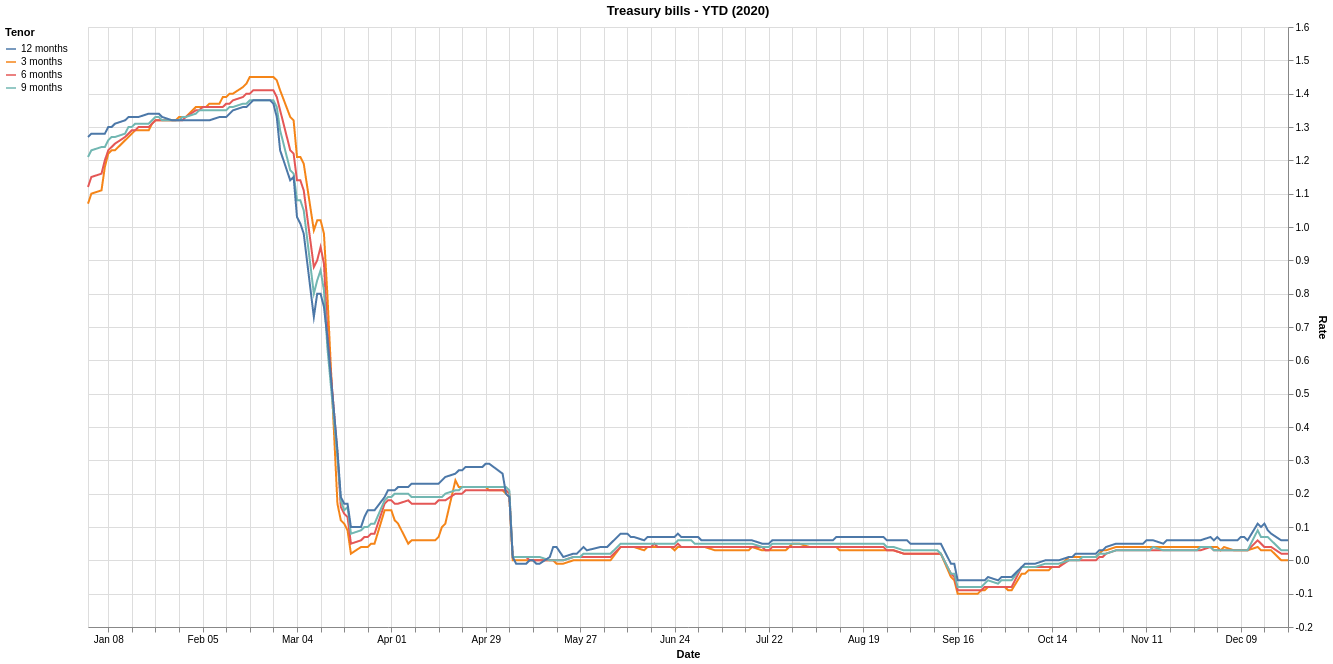 Treasury bills - YTD (2020)
Tenor
12 months
3 months
6 months
9 months
1.6
1.5
1.4
1.3
1.2
1.1
1.0
0.9
0.8
0.7
0.6
0.5
0.4
0.3
0.2
0.1
0.0
-0.1
-0.2
Rate
Jan 08 Feb 05 Mar 04 Apr 01 Apr 29 May 27 Jun 24 Jul 22 Aug 19 Sep 16 Oct 14 Nov 11 Dec 09
Date